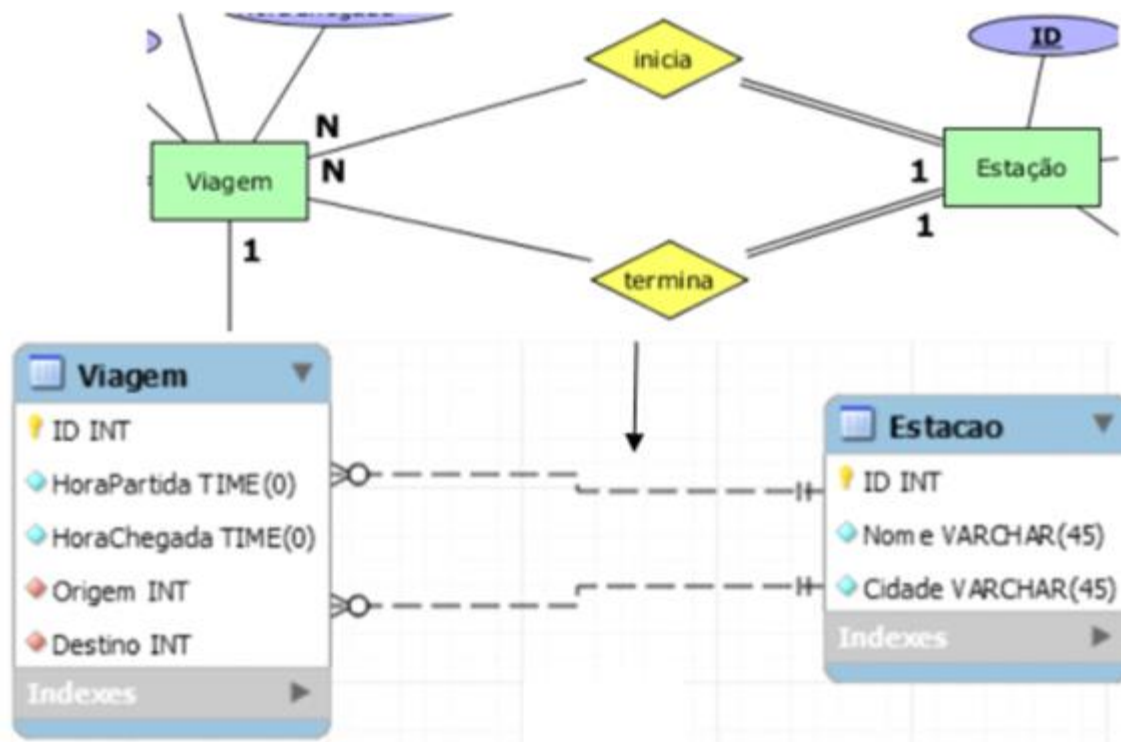 inicia
ID
N
N
Viagem
1
Estação
1
1
termina
Viagem
ID INT
HoraPartida TIME(0)
HoraChegada TIME(0)
Origem INT
Destino INT
Indexes
Estacao
ID INT
Nome VARCHAR(45)
Cidade VARCHAR(45)
Indexes